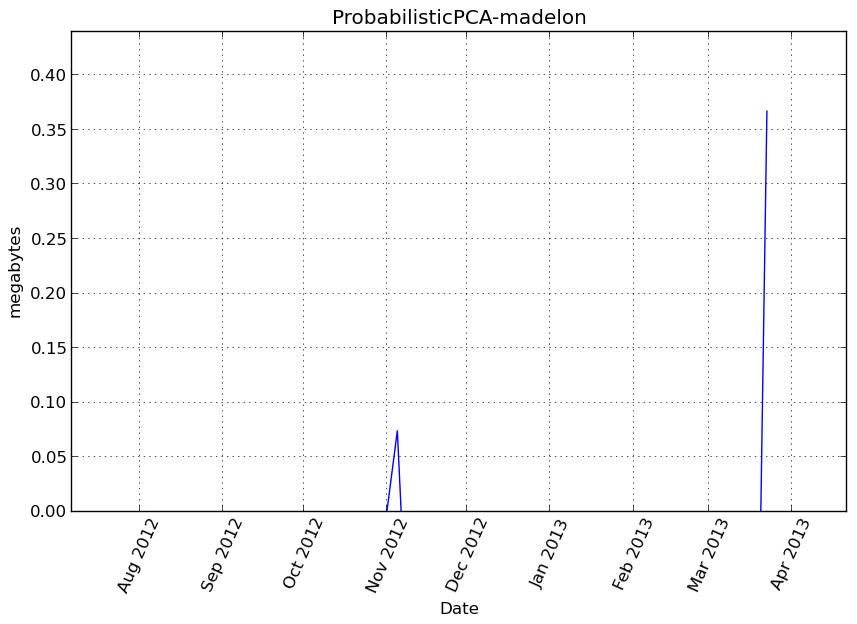 ProbabilisticPCA-madelon
0.40
0.35
0.30
0.25
0.20
0.15
0.10
0.05
0.00
megabytes
Aug 2012
Sep 2012
Oct 2012
Nov 2012
Dec 2012
Jan 2013
Feb 2013
Mar 2013
Apr 2013
Date